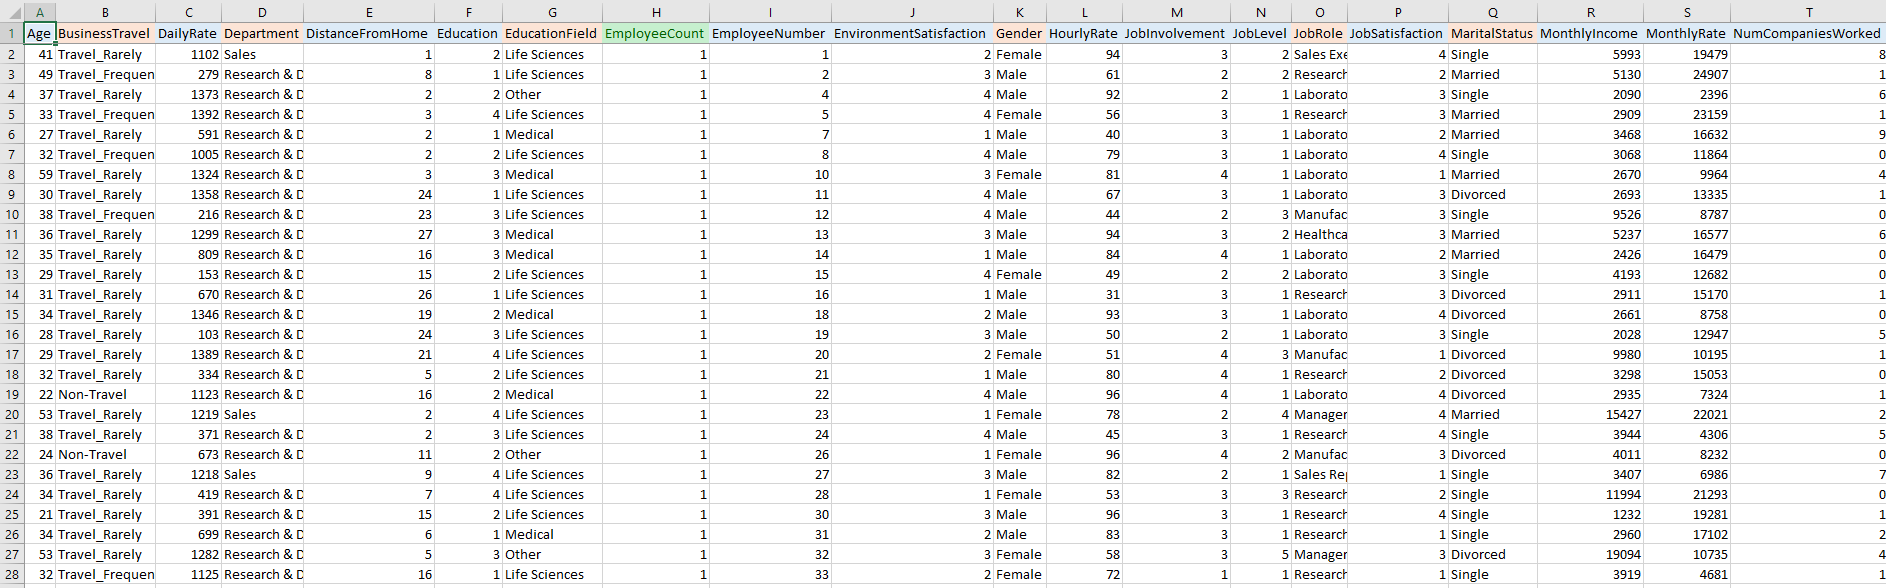 A B C D E F G H I J K L M N O P Q R S T
1 Age BusinessTravel DailyRate Department DistanceFromHome Education EducationField EmployeeCount EmployeeNumber EnvironmentSatisfaction Gender HourlyRate JobInvolvement JobLevel JobRole JobSatisfaction MaritalStatus MonthlyIncome MonthlyRate NumCompaniesWorked
2 41 Travel_Rarely 1102 Sales 1 2 Life Sciences 1 1 2 Female 94 3 2 Sales Exe 4 Single 5993 19479 8
3 49 Travel_Frequen 279 Research & D 8 1 Life Sciences 1 2 3 Male 61 2 2 Research 2 Married 5130 24907 1
4 37 Travel_Rarely 1373 Research & D 2 2 Other 1 4 4 Male 92 2 1 Laborato 3 Single 2090 2396 6
5 33 Travel_Frequen 1392 Research & D 3 4 Life Sciences 1 5 4 Female 56 3 1 Research 3 Married 2909 23159 1
6 27 Travel_Rarely 591 Research & D 2 1 Medical 1 7 1 Male 40 3 1 Laborato 2 Married 3468 16632 9
7 32 Travel_Frequen 1005 Research & D 2 2 Life Sciences 1 8 4 Male 79 3 1 Laborato 4 Single 3068 11864 0
8 59 Travel_Rarely 1324 Research & D 3 3 Medical 1 10 3 Female 81 4 1 Laborato 1 Married 2670 9964 4
9 30 Travel_Rarely 1358 Research & D 24 1 Life Sciences 1 11 4 Male 67 3 1 Laborato 3 Divorced 2693 13335 1
10 38 Travel_Frequen 216 Research & D 23 3 Life Sciences 1 12 4 Male 44 2 3 Manufac 3 Single 9526 8787 0
11 36 Travel_Rarely 1299 Research & D 27 3 Medical 1 13 3 Male 94 3 2 Healthca 3 Married 5237 16577 6
12 35 Travel_Rarely 809 Research & D 16 3 Medical 1 14 1 Male 84 4 1 Laborato 2 Married 2426 16479 0
13 29 Travel_Rarely 153 Research & D 15 2 Life Sciences 1 15 4 Female 49 2 2 Laborato 3 Single 4193 12682 0
14 31 Travel_Rarely 670 Research & D 26 1 Life Sciences 1 16 1 Male 31 3 1 Research 3 Divorced 2911 15170 1
15 34 Travel_Rarely 1346 Research & D 19 2 Medical 1 18 2 Male 93 3 1 Laborato 4 Divorced 2661 8758 0
16 28 Travel_Rarely 103 Research & D 24 3 Life Sciences 1 19 3 Male 50 2 1 Laborato 3 Single 2028 12947 5
17 29 Travel_Rarely 1389 Research & D 21 4 Life Sciences 1 20 2 Female 51 4 3 Manufac 1 Divorced 9980 10195 1
18 32 Travel_Rarely 334 Research & D 5 2 Life Sciences 1 21 1 Male 80 4 1 Research 2 Divorced 3298 15053 0
19 22 Non-Travel 1123 Research & D 16 2 Medical 1 22 4 Male 96 4 1 Laborato 4 Divorced 2935 7324 1
20 53 Travel_Rarely 1219 Sales 2 4 Life Sciences 1 23 1 Female 78 2 4 Manager 4 Married 15427 22021 2
21 38 Travel_Rarely 371 Research & D 2 3 Life Sciences 1 24 4 Male 45 3 1 Research 4 Single 3944 4306 5
22 24 Non-Travel 673 Research & D 11 2 Other 1 26 1 Female 96 4 2 Manufac 3 Divorced 4011 8232 0
23 36 Travel_Rarely 1218 Sales 9 4 Life Sciences 1 27 3 Male 82 2 1 Sales Rep 1 Single 3407 6986 7
24 34 Travel_Rarely 419 Research & D 7 4 Life Sciences 1 28 1 Female 53 3 3 Research 2 Single 11994 21293 0
25 21 Travel_Rarely 391 Research & D 15 2 Life Sciences 1 30 3 Male 96 3 1 Research 4 Single 1232 19281 1
26 34 Travel_Rarely 699 Research & D 6 1 Medical 1 31 2 Male 83 3 1 Research 1 Single 2960 17102 2
27 53 Travel_Rarely 1282 Research & D 5 3 Other 1 32 3 Female 58 3 5 Manager 3 Divorced 19094 10735 4
28 32 Travel_Frequen 1125 Research & D 16 1 Life Sciences 1 33 2 Female 72 1 1 Research 1 Single 3919 4681 1